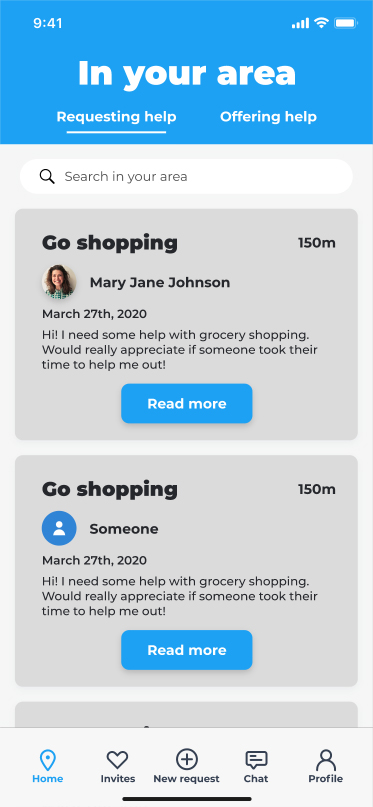 9:41
In your area
Requesting help
Offering help
Search in your area
Go shopping
150m
Mary Jane Johnson
March 27th, 2020
Hi! I need some help with grocery shopping.
Would really appreciate if someone took their
time to help me out!
Read more
Go shopping
150m
Someone
March 27th, 2020
Hi! I need some help with grocery shopping.
Would really appreciate if someone took their
time to help me out!
Read more
Home
Invites
New request
Chat
Profile